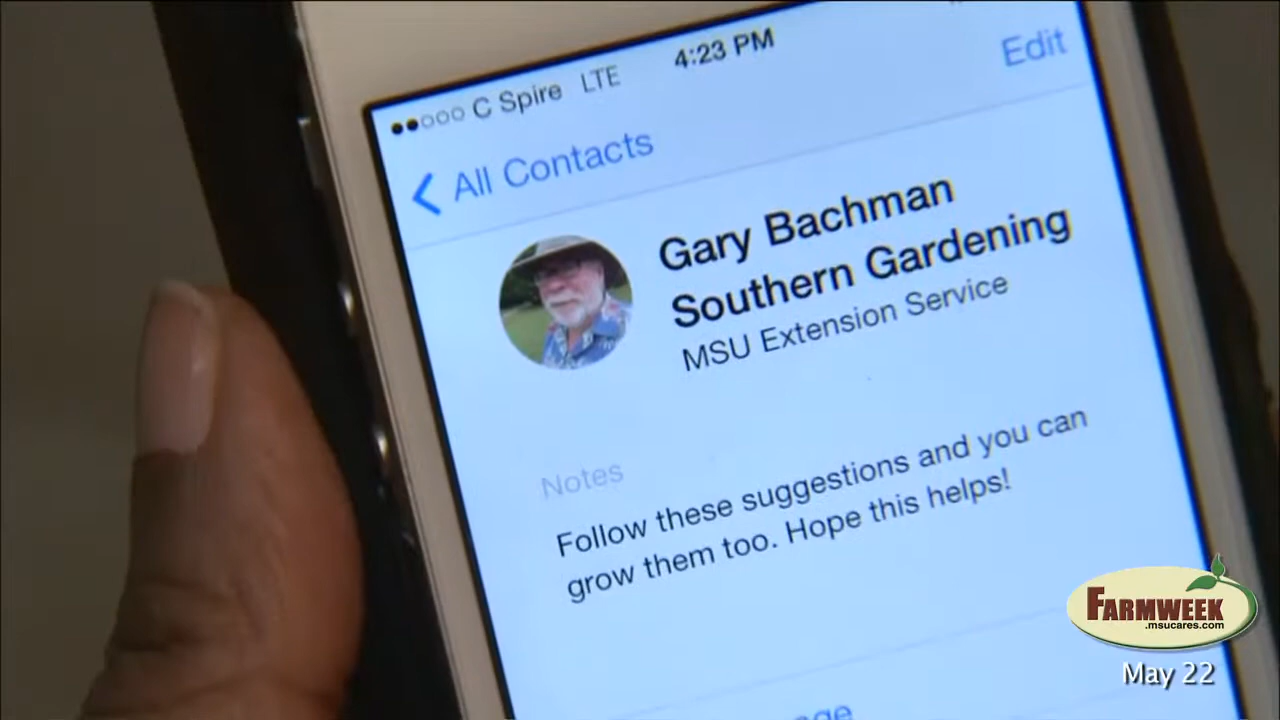 ●●○○○ C Spire LTE 4:23 PM
All Contacts
Edit
Gary Bachman
Southern Gardening
MSU Extension Service
Notes
Follow these suggestions and you can
grow them too. Hope this helps!
FARMWEEK
.msucares.com
May 22